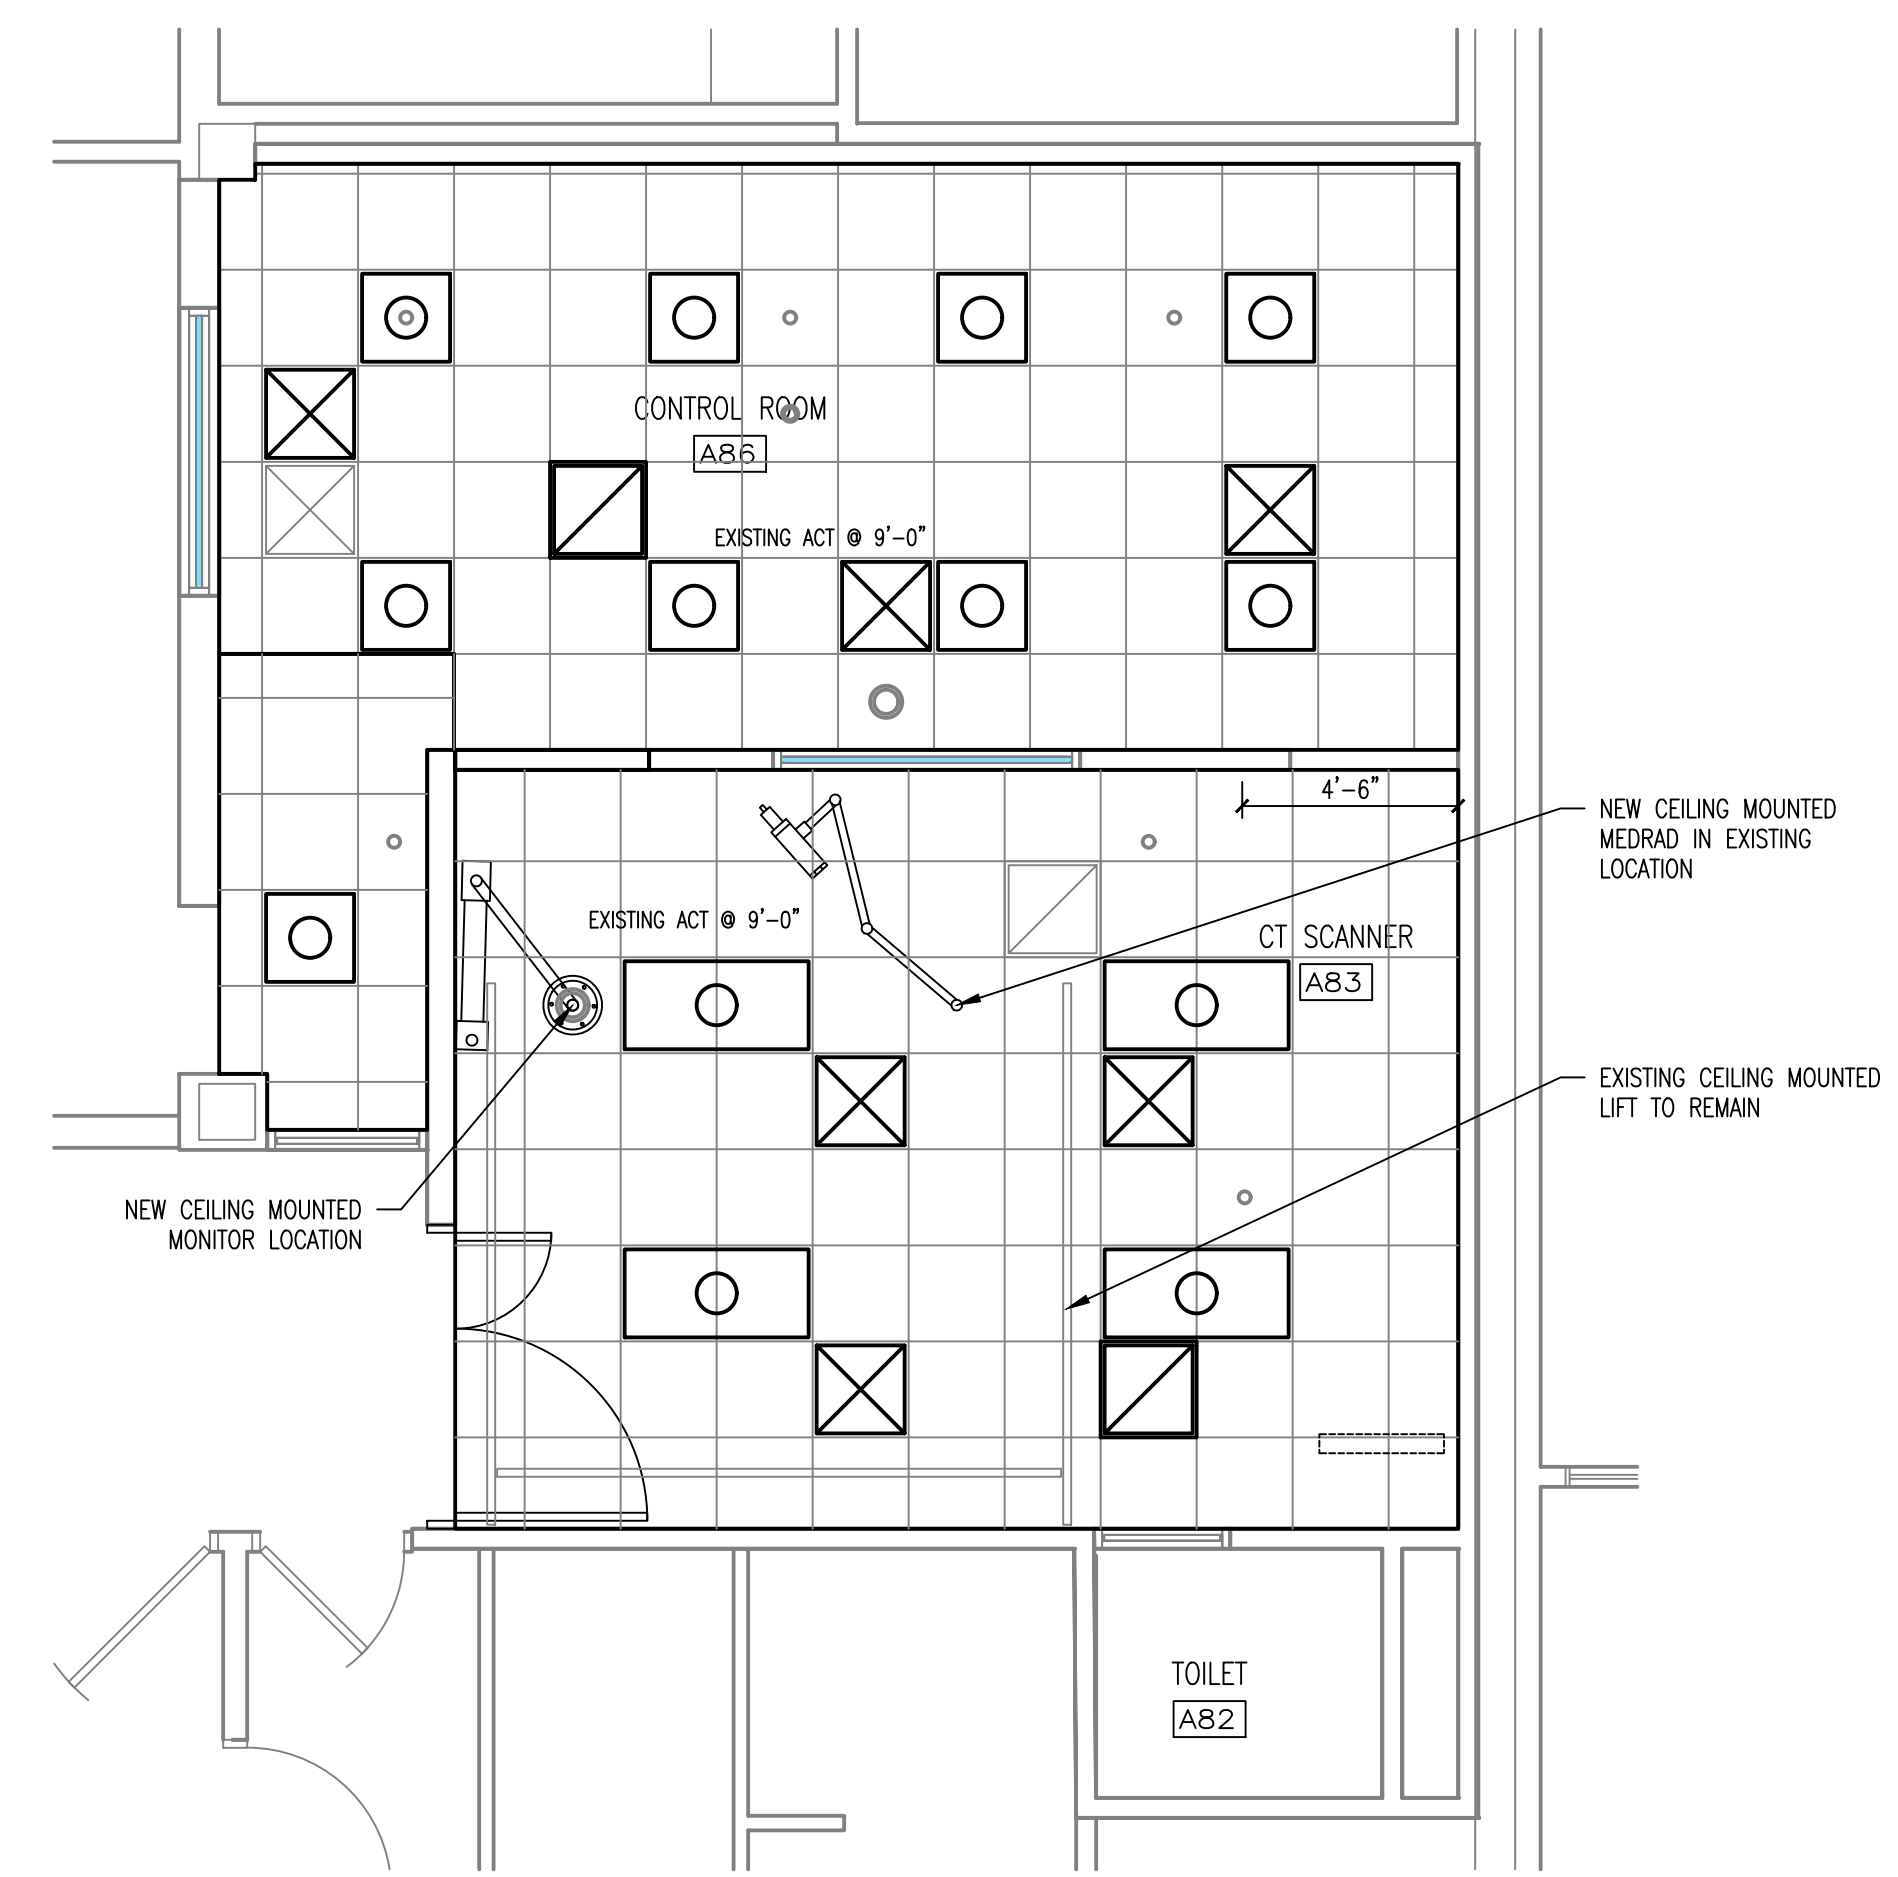 CONTROL ROOM
A86
EXISTING ACT @ 9'-0"
4'-6"
NEW CEILING MOUNTED
MEDRAD IN EXISTING
LOCATION
EXISTING ACT @ 9'-0"
CT SCANNER
A83
EXISTING CEILING MOUNTED
LIFT TO REMAIN
NEW CEILING MOUNTED
MONITOR LOCATION
TOILET
A82